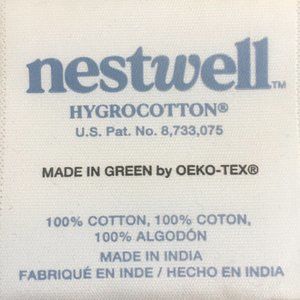 nestwell™
HYGROCOTTON®
U.S. Pat. No. 8,733,075
MADE IN GREEN by OEKO-TEX®
100% COTTON, 100% COTON,
100% ALGODÓN
MADE IN INDIA
FABRIQUÉ EN INDE / HECHO EN INDIA